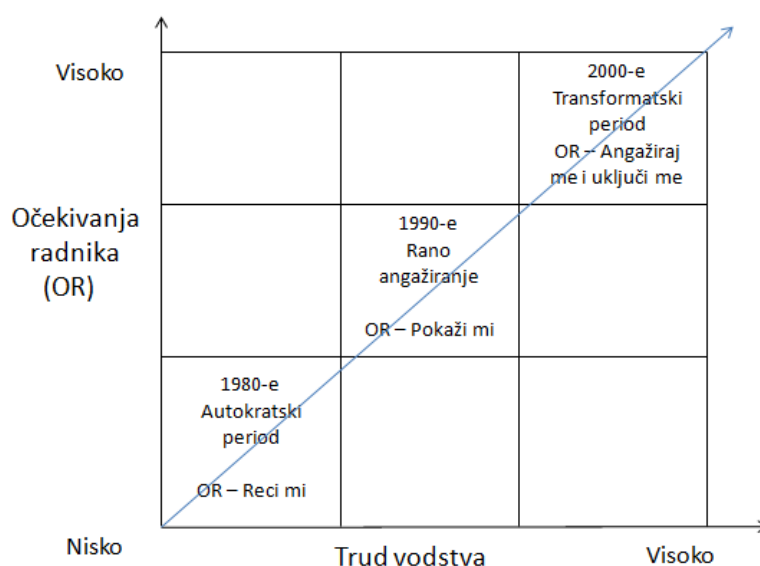 Visoko
2000-e
Transformatski
period
OR – Angažiraj
me i uključi me
Očekivanja
radnika
(OR)
1990-e
Rano
angažiranje
OR – Pokaži mi
1980-e
Autokratski
period
OR – Reci mi
Nisko
Trud vodstva
Visoko